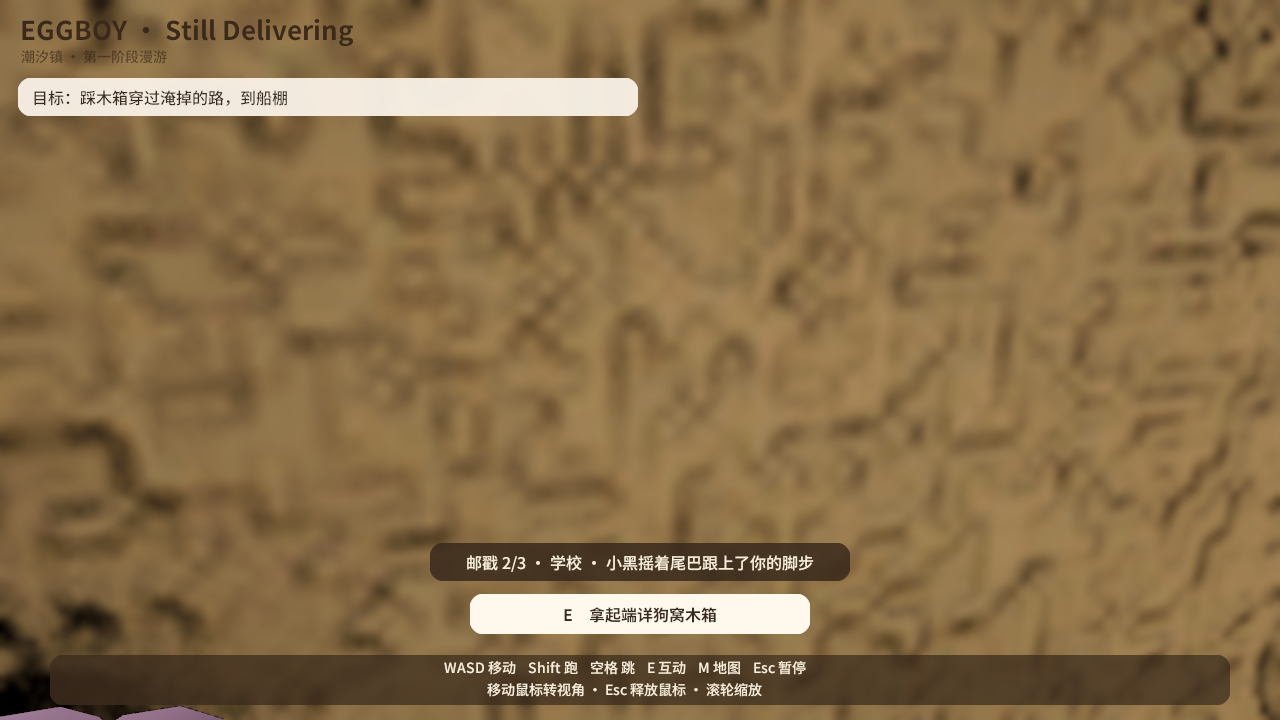 EGGBOY • Still Delivering
潮汐镇 • 第一阶段漫游
目标：踩木箱穿过淹掉的路，到船棚
邮戳 2/3 • 学校 • 小黑摇着尾巴跟上了你的脚步
E 拿起端详狗窝木箱
WASD 移动 Shift 跑 空格 跳 E 互动 M 地图 Esc 暂停
移动鼠标转视角 • Esc 释放鼠标 • 滚轮缩放